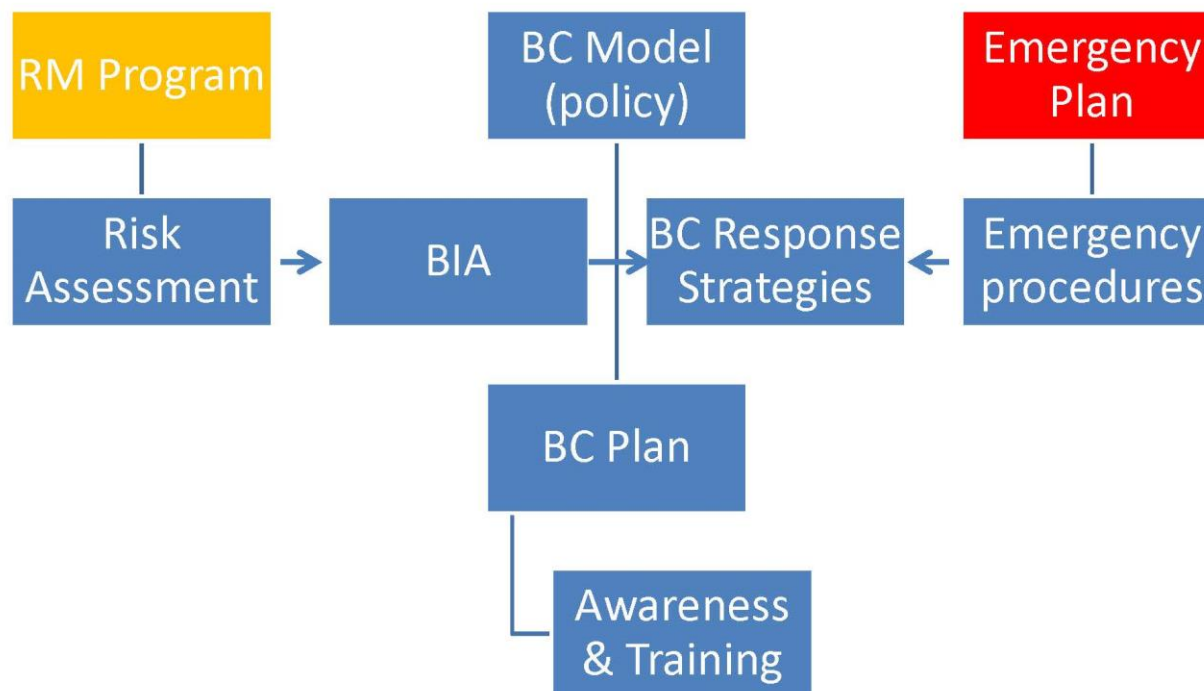 RM Program
BC Model
(policy)
Emergency
Plan
Risk
Assessment
BIA
BC Response
Strategies
Emergency
procedures
BC Plan
Awareness
& Training